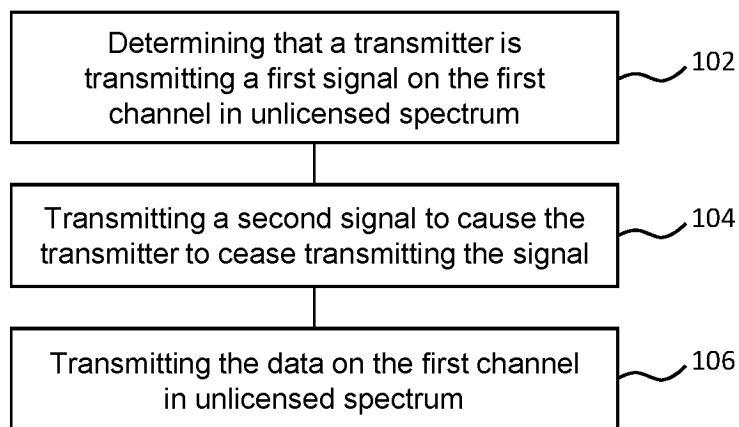 Determining that a transmitter is
transmitting a first signal on the first
channel in unlicensed spectrum
102
Transmitting a second signal to cause the
transmitter to cease transmitting the signal
104
Transmitting the data on the first channel
in unlicensed spectrum
106